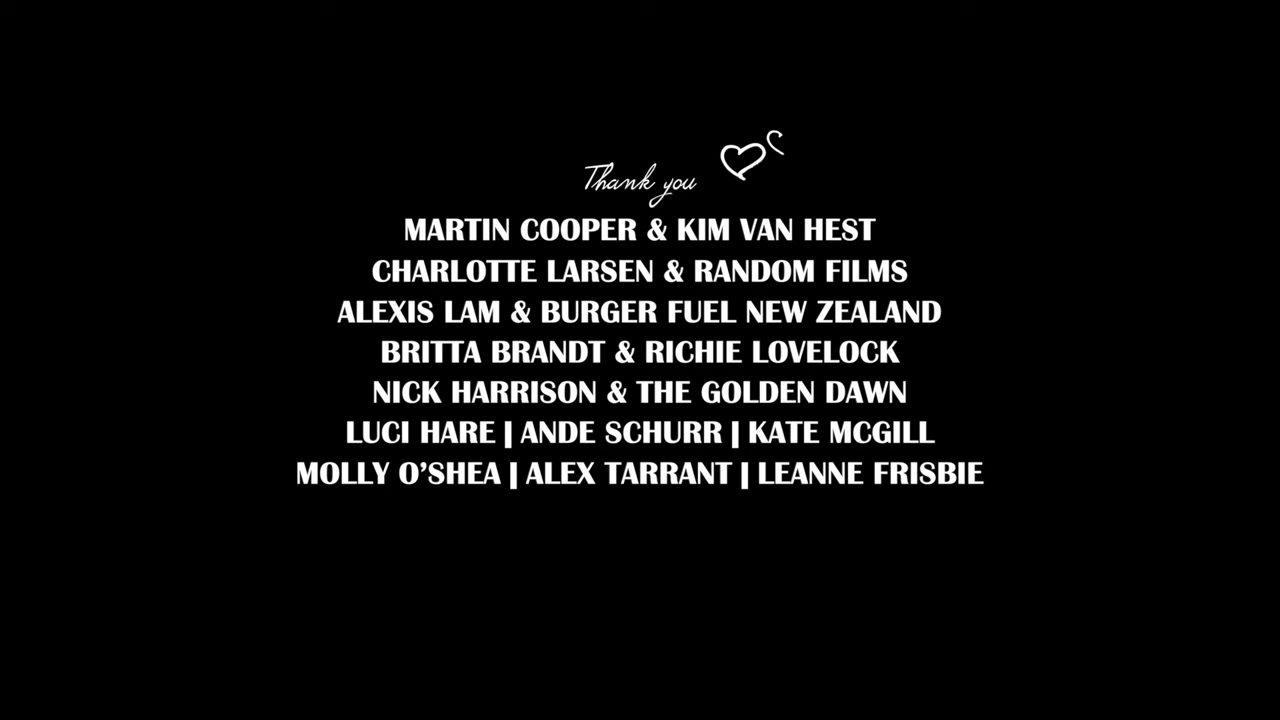 Thank you
MARTIN COOPER & KIM VAN HEST
CHARLOTTE LARSEN & RANDOM FILMS
ALEXIS LAM & BURGER FUEL NEW ZEALAND
BRITTA BRANDT & RICHIE LOVELOCK
NICK HARRISON & THE GOLDEN DAWN
LUCI HARE | ANDE SCHURR | KATE MCGILL
MOLLY O’SHEA | ALEX TARRANT | LEANNE FRISBIE